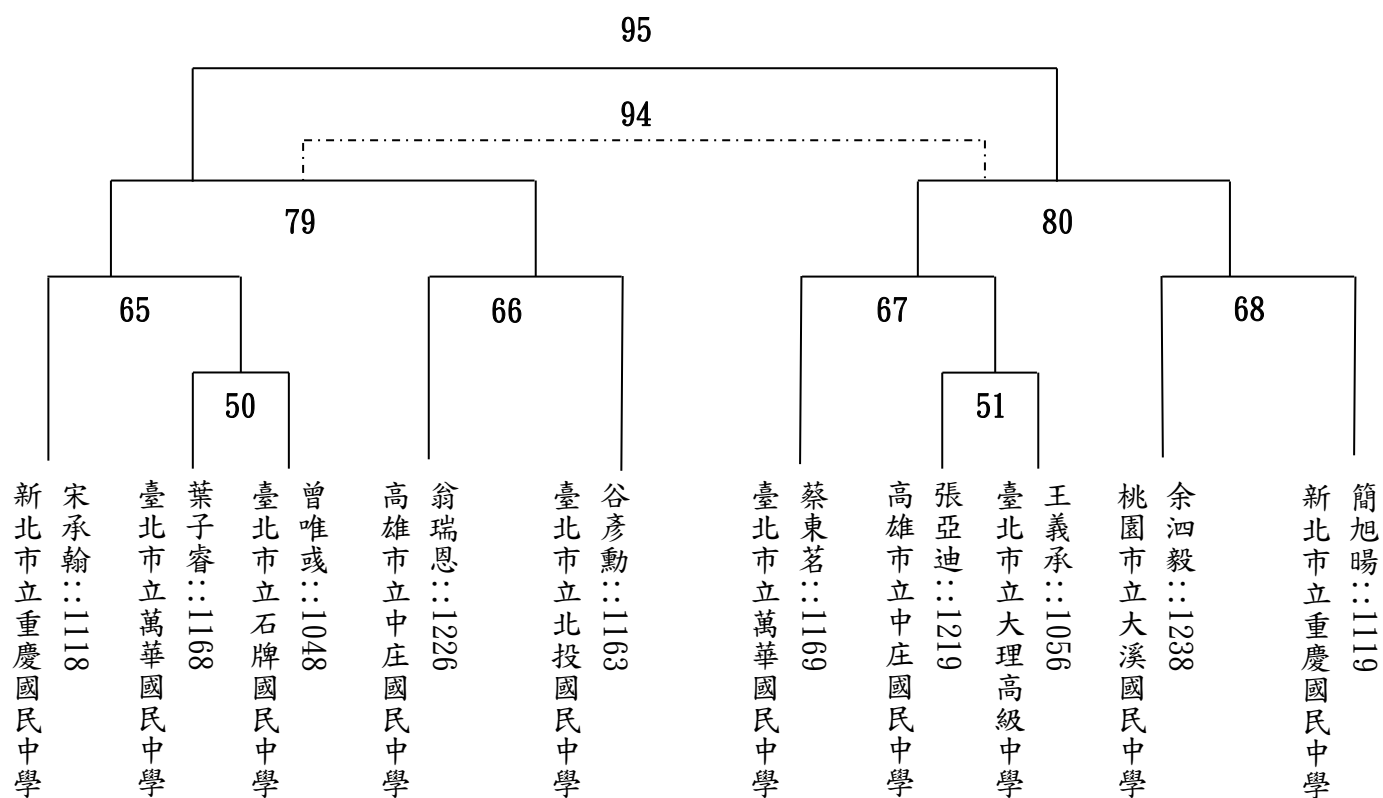 95
94
79
80
65
66
67
68
50
51
新北市立重慶國民中學
宋承翰::1118
臺北市立萬華國民中學
葉子睿::1168
臺北市立石牌國民中學
曾唯彧::1048
高雄市立中庄國民中學
翁瑞恩::1226
臺北市立北投國民中學
谷彥勳::1163
臺北市立萬華國民中學
蔡東茗::1169
高雄市立中庄國民中學
張亞迪::1219
臺北市立大理高級中學
王義承::1056
桃園市立大溪國民中學
余泗毅::1238
新北市立重慶國民中學
簡旭暘::1119